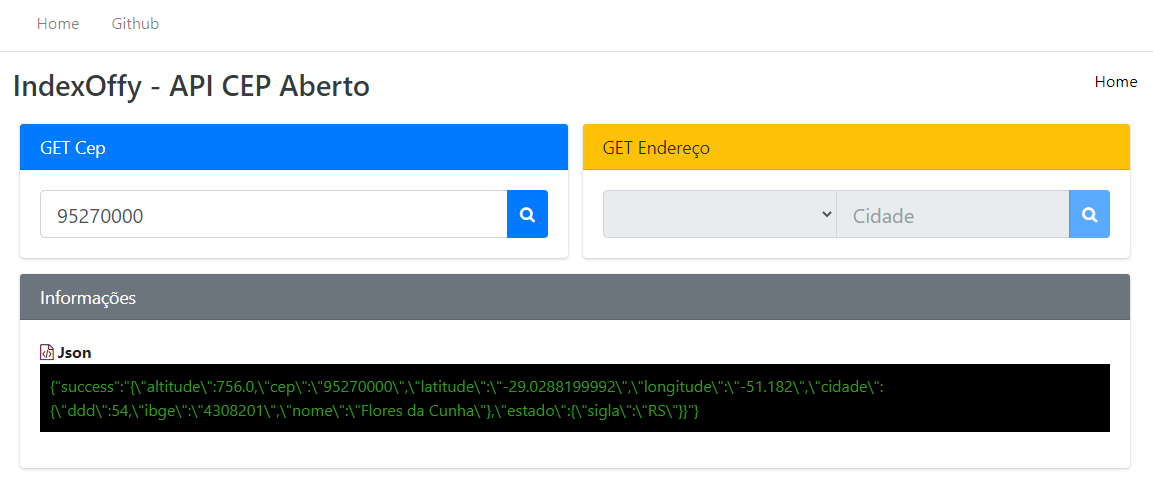 Home Github
IndexOffy - API CEP Aberto
Home
GET Cep
95270000
GET Endereço
Cidade
Informações
Json
{"success":"{\"altitude\":756.0,\"cep\":\"95270000\",\"latitude\":\"-29.0288199992\",\"longitude\":\"-51.182\",\"cidade\":
{\"ddd\":54,\"ibge\":\"4308201\",\"nome\":\"Flores da Cunha\"},\"estado\":{\"sigla\":\"RS\"}}"}